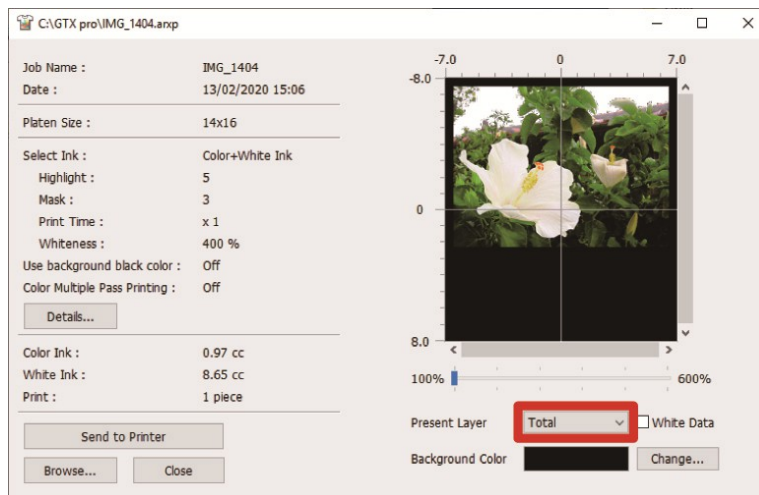 C:\GTX pro\IMG_1404.arxp
Job Name : IMG_1404
Date : 13/02/2020 15:06
Platen Size : 14x16
Select Ink : Color+White Ink
Highlight : 5
Mask : 3
Print Time : x 1
Whiteness : 400 %
Use background black color : Off
Color Multiple Pass Printing : Off
Details...
Color Ink : 0.97 cc
White Ink : 8.65 cc
Print : 1 piece
Send to Printer
Browse... Close
-7.0 0 7.0
-8.0
0
8.0
100% 600%
Present Layer Total White Data
Background Color Change...